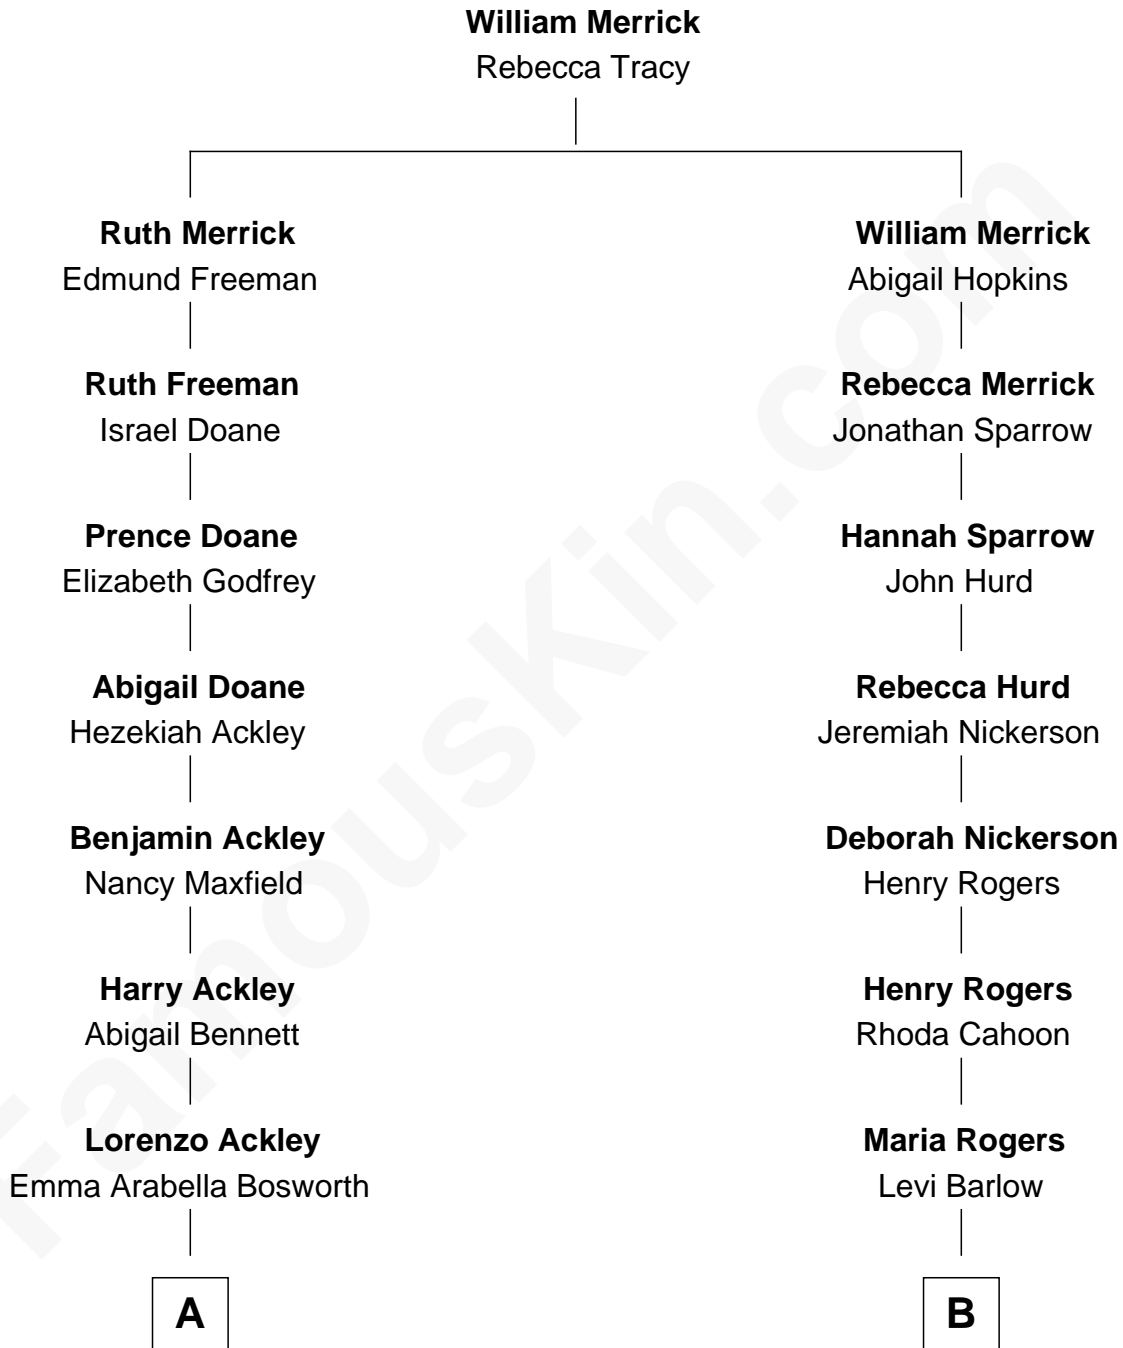 William Merrick
Rebecca Tracy
Ruth Merrick
Edmund Freeman
William Merrick
Abigail Hopkins
Ruth Freeman
Israel Doane
Rebecca Merrick
Jonathan Sparrow
Prence Doane
Elizabeth Godfrey
Hannah Sparrow
John Hurd
Abigail Doane
Hezekiah Ackley
Rebecca Hurd
Jeremiah Nickerson
Benjamin Ackley
Nancy Maxfield
Deborah Nickerson
Henry Rogers
Harry Ackley
Abigail Bennett
Henry Rogers
Rhoda Cahoon
Lorenzo Ackley
Emma Arabella Bosworth
Maria Rogers
Levi Barlow
A
B
FamousKin.com